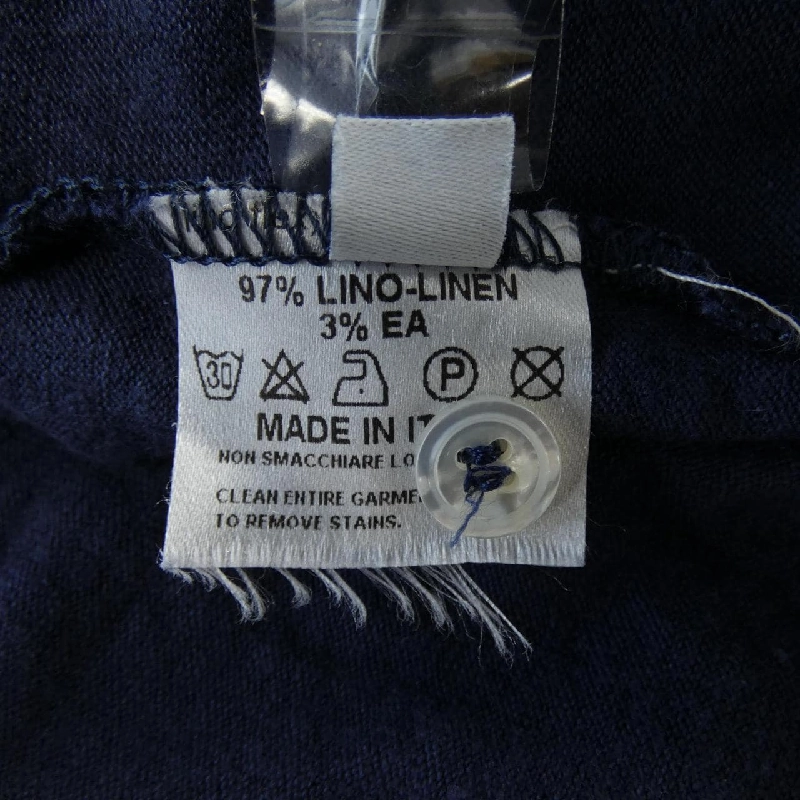 97% LINO-LINEN
3% EA
30 P
MADE IN IT
NON SMACCHIARE LO
CLEAN ENTIRE GARME
TO REMOVE STAINS.